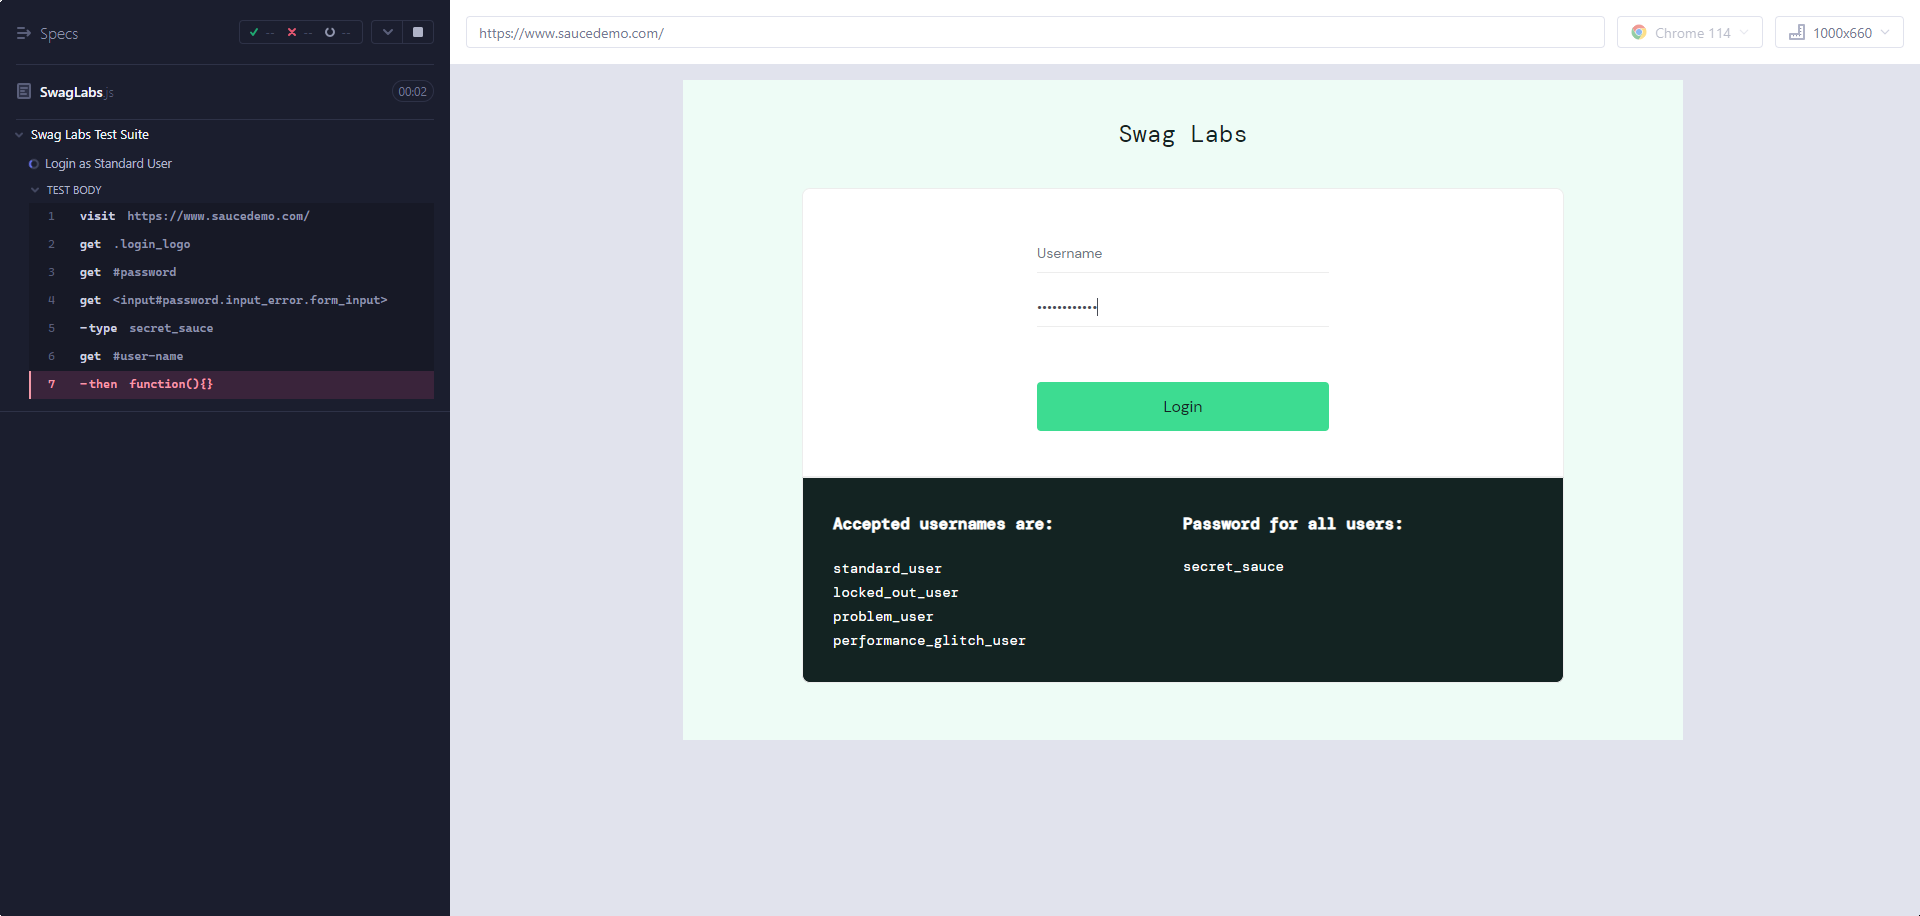 Specs
-- -- --
SwagLabs.js
00:02
Swag Labs Test Suite
Login as Standard User
TEST BODY
1 visit https://www.saucedemo.com/
2 get .login_logo
3 get #password
4 get <input#password.input_error.form_input>
5 -type secret_sauce
6 get #user-name
7 -then function(){}
https://www.saucedemo.com/
Chrome 114
1000x660
Swag Labs
Username
••••••••••••
Login
Accepted usernames are:
standard_user
locked_out_user
problem_user
performance_glitch_user
Password for all users:
secret_sauce